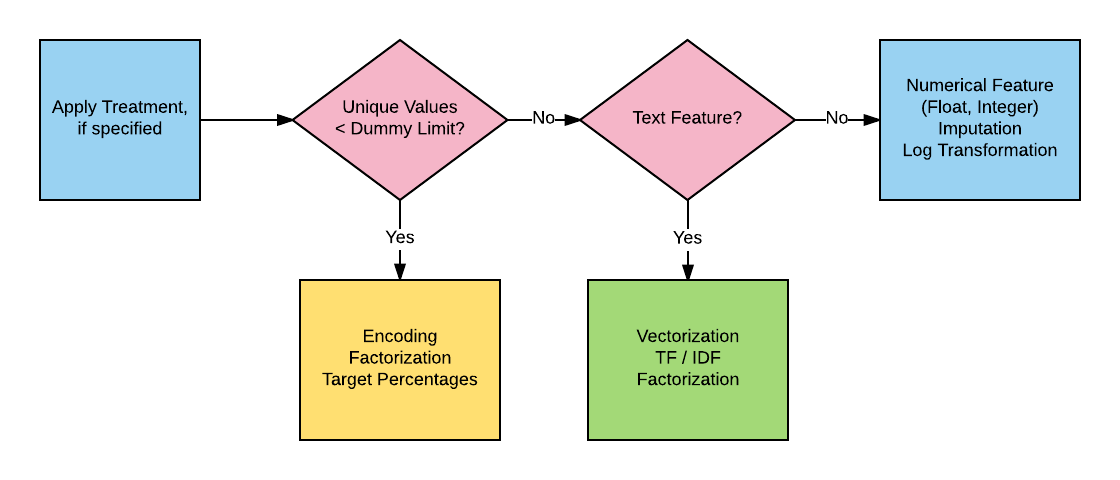 Apply Treatment,
if specified
Unique Values
< Dummy Limit?
No
Text Feature?
No
Numerical Feature
(Float, Integer)
Imputation
Log Transformation
Yes
Yes
Encoding
Factorization
Target Percentages
Vectorization
TF / IDF
Factorization